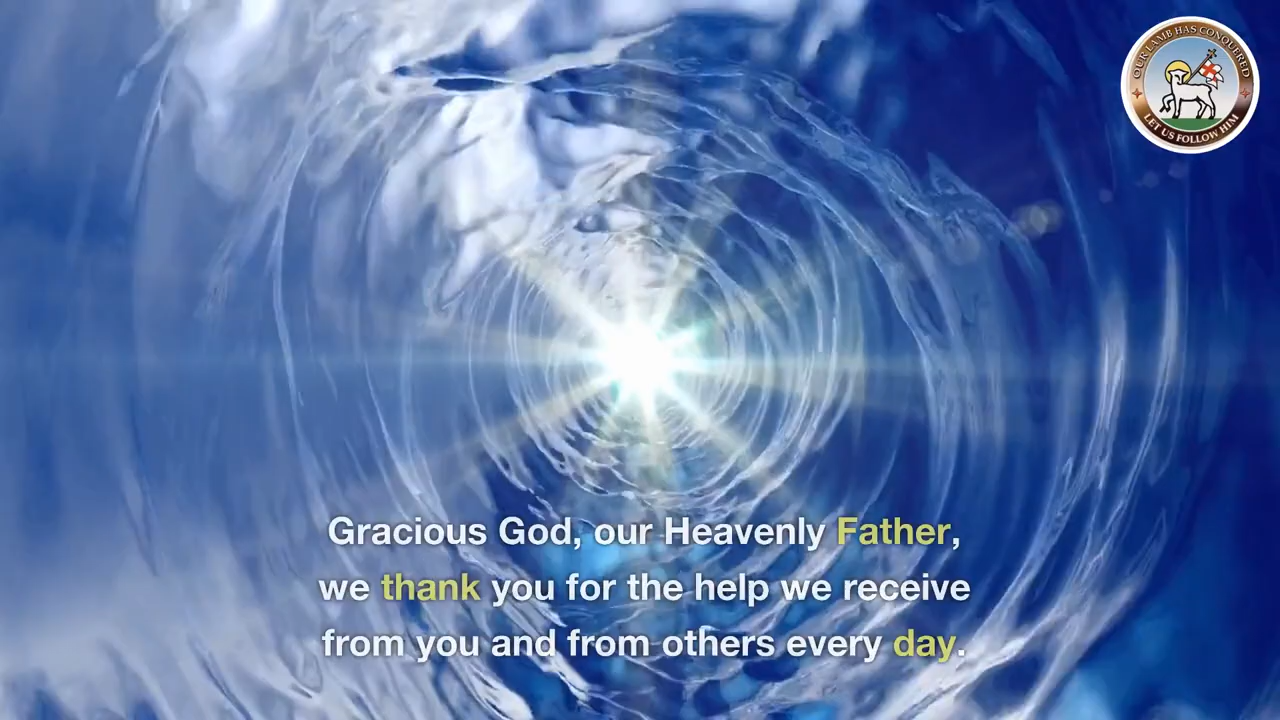 OUR LAMB HAS CONQUERED
LET US FOLLOW HIM
Gracious God, our Heavenly Father,
we thank you for the help we receive
from you and from others every day.